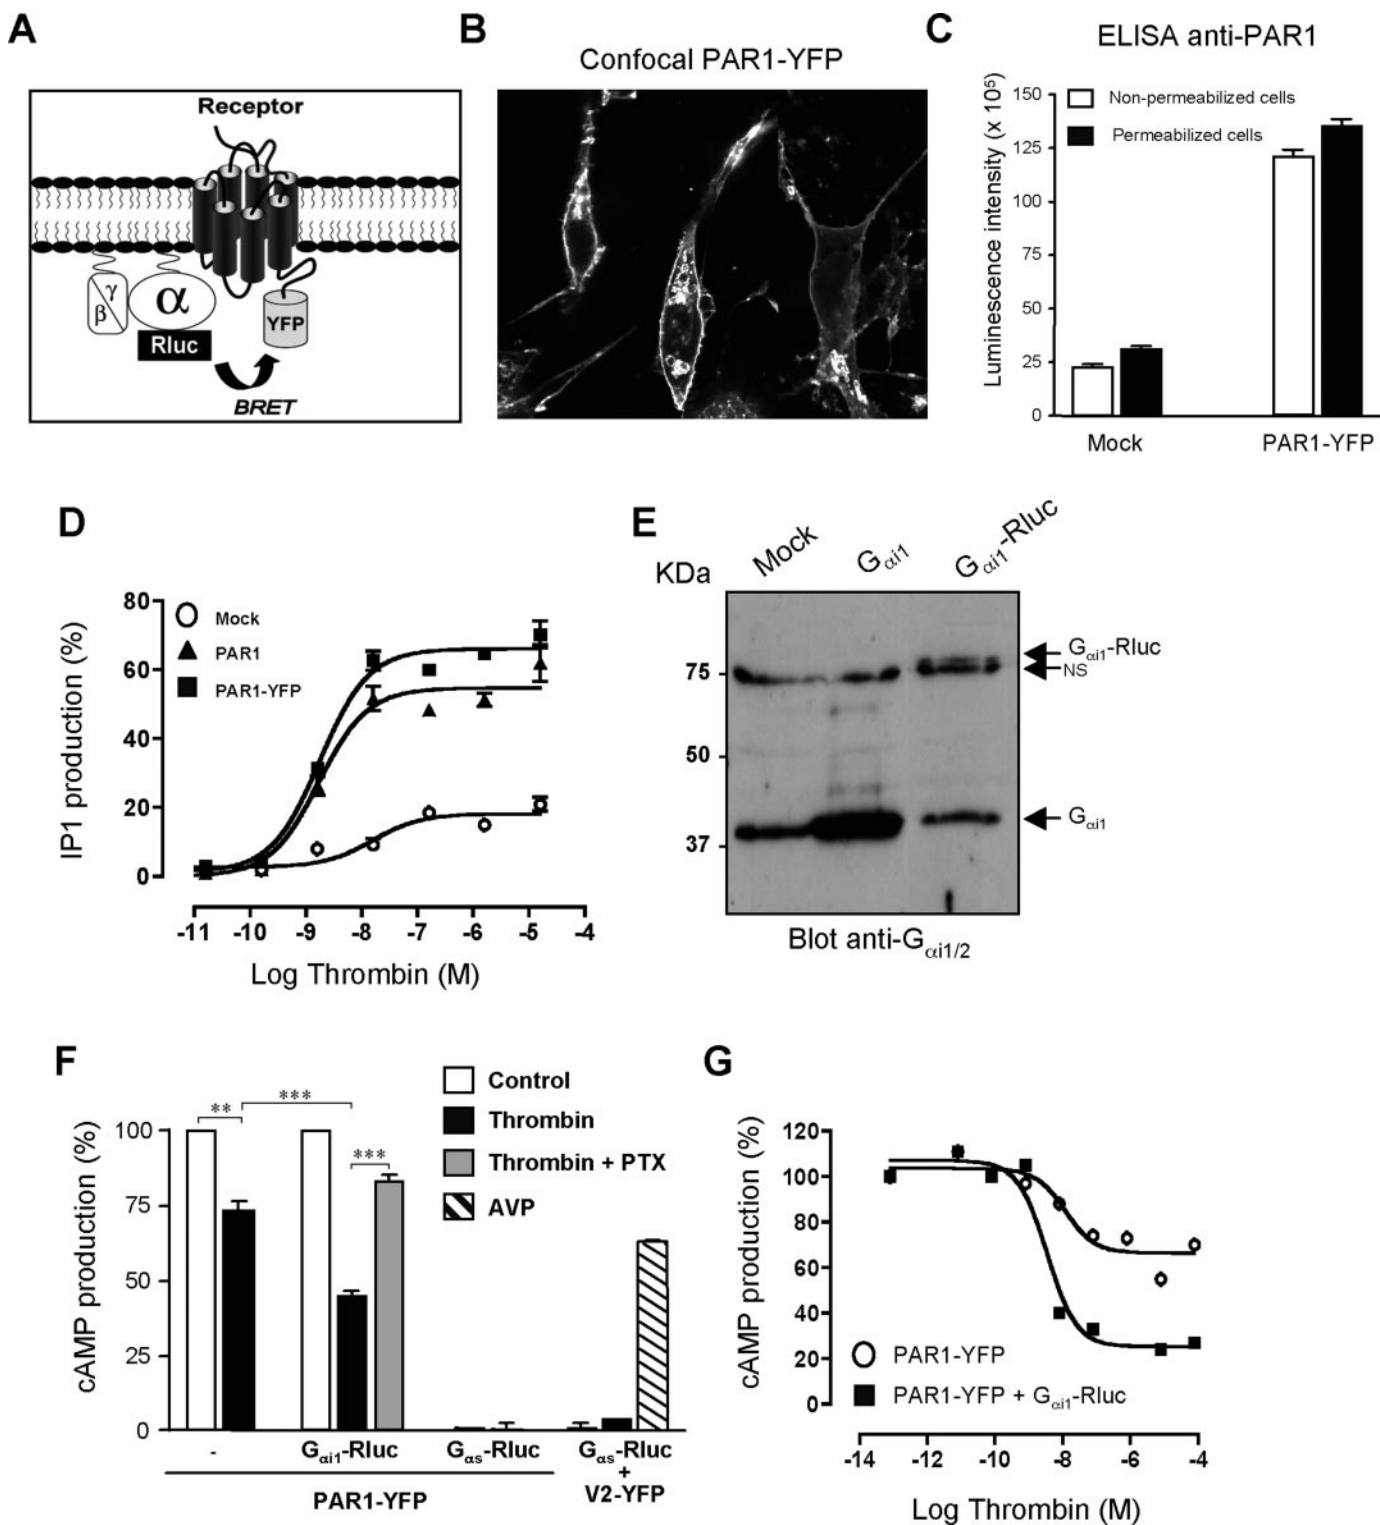 A
Receptor
γ
β
α
YFP
Rluc
BRET
B
Confocal PAR1-YFP
C
ELISA anti-PAR1
Luminescence intensity (x 10⁵)
150
125
100
75
50
25
0
Non-permeabilized cells
Permeabilized cells
Mock PAR1-YFP
D
IP1 production (%)
80
60
40
20
0
Mock
PAR1
PAR1-YFP
-11 -10 -9 -8 -7 -6 -5 -4
Log Thrombin (M)
E
KDa Mock Gαi1 Gαi1-Rluc
75
50
37
Gαi1-Rluc
NS
Gαi1
Blot anti-Gαi1/2
F
cAMP production (%)
100
75
50
25
0
** *** ***
Control
Thrombin
Thrombin + PTX
AVP
- Gαi1-Rluc Gαs-Rluc Gαs-Rluc
+
V2-YFP
PAR1-YFP
G
cAMP production (%)
120
100
80
60
40
20
0
PAR1-YFP
PAR1-YFP + Gαi1-Rluc
-14 -12 -10 -8 -6 -4
Log Thrombin (M)